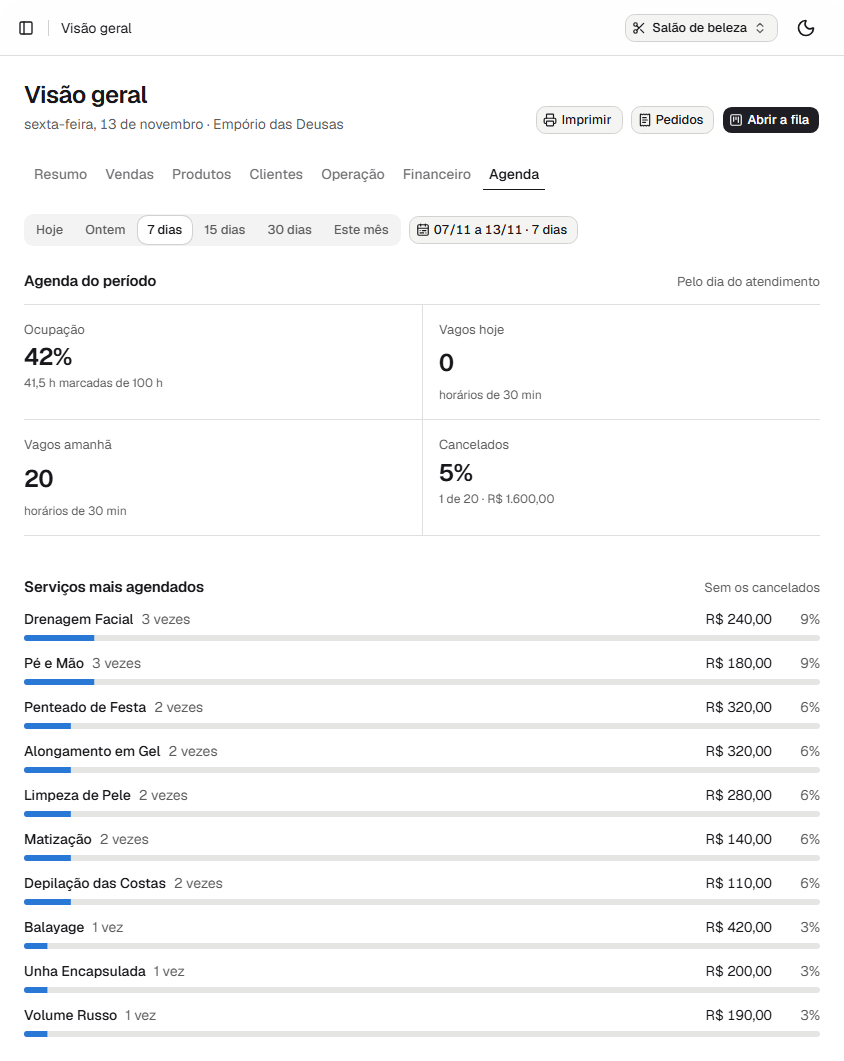 Visão geral
Salão de beleza
Visão geral
sexta-feira, 13 de novembro · Empório das Deusas
Imprimir
Pedidos
Abrir a fila
Resumo Vendas Produtos Clientes Operação Financeiro Agenda
Hoje Ontem 7 dias 15 dias 30 dias Este mês
07/11 a 13/11 · 7 dias
Agenda do período
Pelo dia do atendimento
Ocupação
42%
41,5 h marcadas de 100 h
Vagos hoje
0
horários de 30 min
Vagos amanhã
20
horários de 30 min
Cancelados
5%
1 de 20 · R$ 1.600,00
Serviços mais agendados
Sem os cancelados
Drenagem Facial 3 vezes R$ 240,00 9%
Pé e Mão 3 vezes R$ 180,00 9%
Penteado de Festa 2 vezes R$ 320,00 6%
Alongamento em Gel 2 vezes R$ 320,00 6%
Limpeza de Pele 2 vezes R$ 280,00 6%
Matização 2 vezes R$ 140,00 6%
Depilação das Costas 2 vezes R$ 110,00 6%
Balayage 1 vez R$ 420,00 3%
Unha Encapsulada 1 vez R$ 200,00 3%
Volume Russo 1 vez R$ 190,00 3%